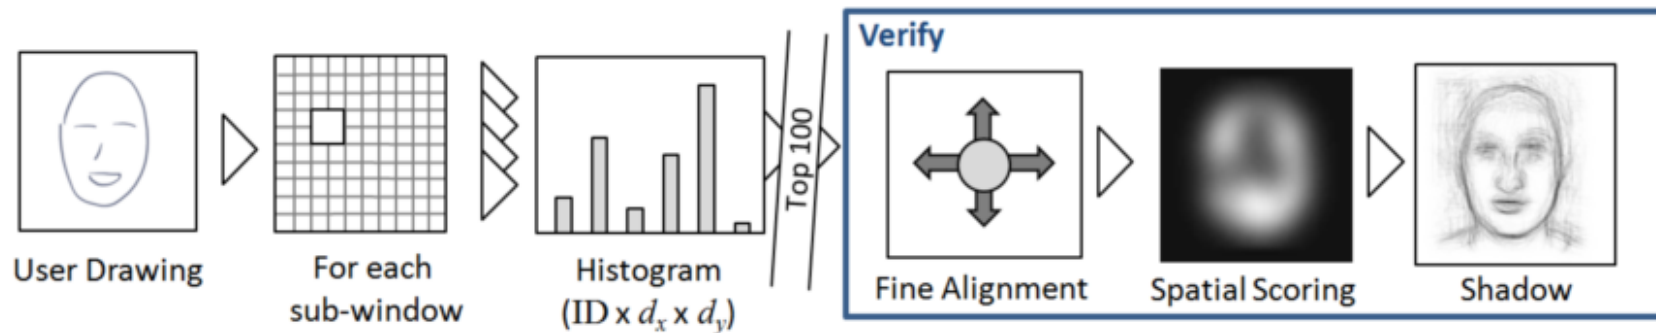 Verify
Top 100
User Drawing
For each
sub-window
Histogram
(ID x dx x dy)
Fine Alignment
Spatial Scoring
Shadow